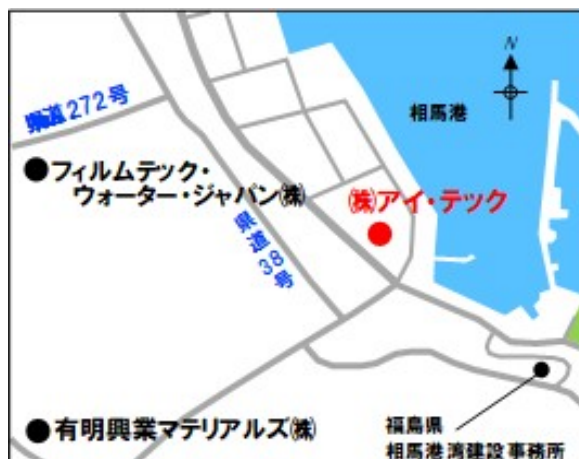 N
相馬港
272号
フィルムテック・
ウォーター・ジャパン㈱
㈱アイ・テック
県道38号
有明興業マテリアルズ㈱
福島県
相馬港湾建設事務所